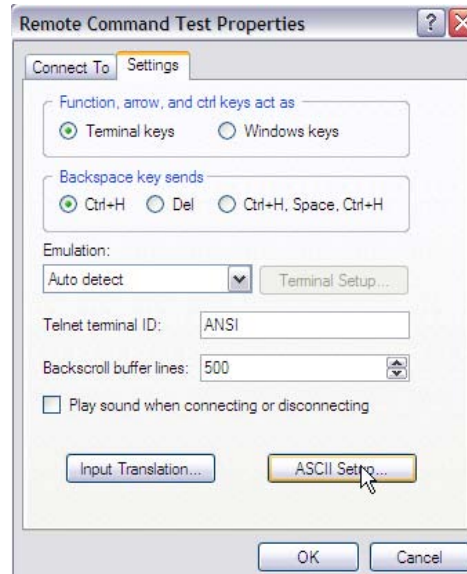 Remote Command Test Properties
Connect To Settings
Function, arrow, and ctrl keys act as
Terminal keys Windows keys
Backspace key sends
Ctrl+H Del Ctrl+H, Space, Ctrl+H
Emulation:
Auto detect Terminal Setup...
Telnet terminal ID: ANSI
Backscroll buffer lines: 500
Play sound when connecting or disconnecting
Input Translation... ASCII Setup...
OK Cancel